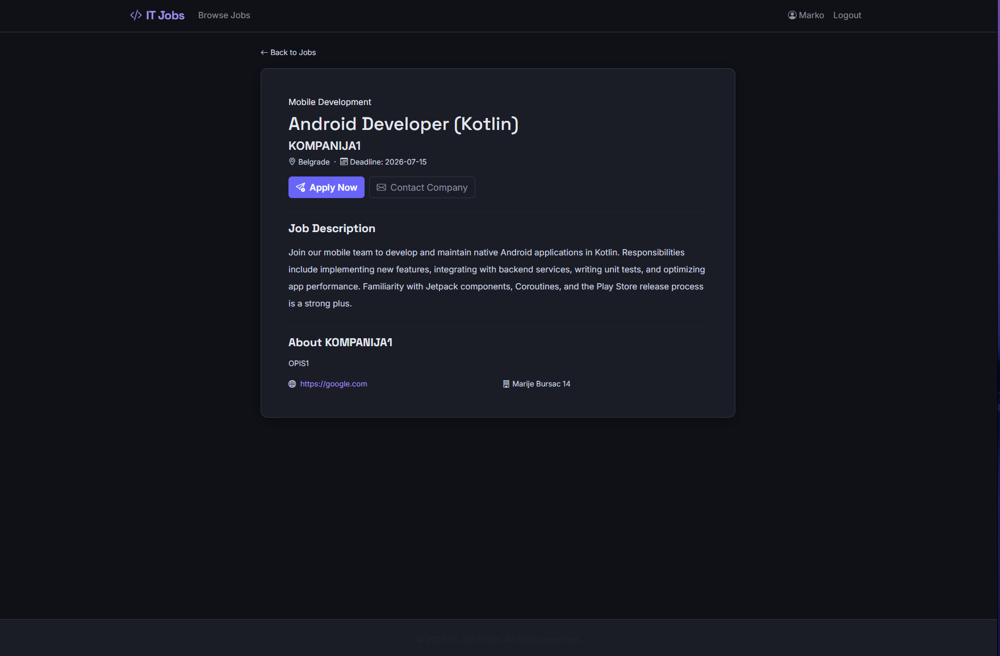 IT Jobs
Browse Jobs
Marko
Logout
← Back to Jobs
Mobile Development
Android Developer (Kotlin)
KOMPANIJA1
Belgrade · Deadline: 2026-07-15
Apply Now
Contact Company
Job Description
Join our mobile team to develop and maintain native Android applications in Kotlin. Responsibilities
include implementing new features, integrating with backend services, writing unit tests, and optimizing
app performance. Familiarity with Jetpack components, Coroutines, and the Play Store release process
is a strong plus.
About KOMPANIJA1
OPIS1
https://google.com
Marije Bursac 14
© 2026 IT Job Portal. All rights reserved.